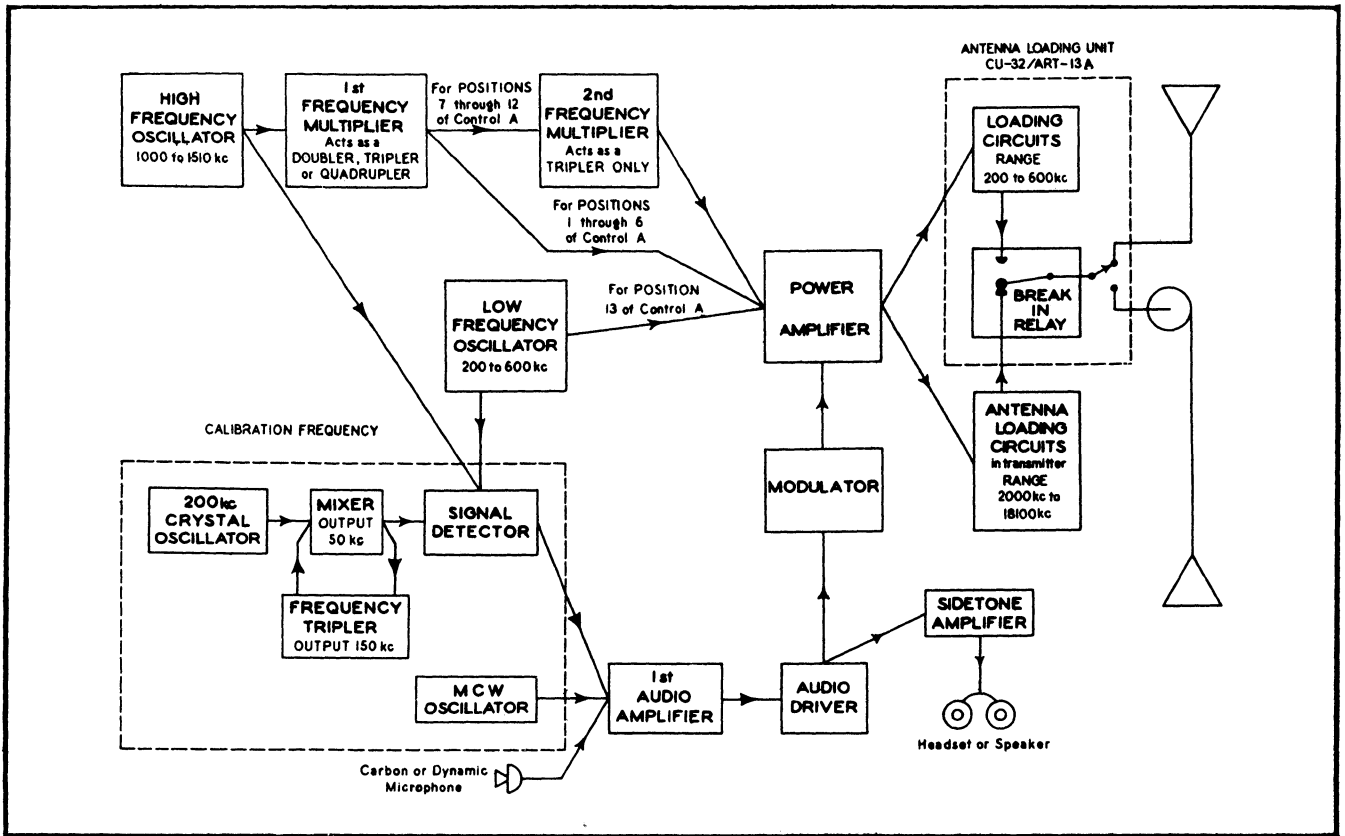 ANTENNA LOADING UNIT
CU-32/ART-13A
HIGH
FREQUENCY
OSCILLATOR
1000 to 1510 kc
1st
FREQUENCY
MULTIPLIER
Acts as a
DOUBLER, TRIPLER
or QUADRUPLER
For POSITIONS
7 through 12
of Control A
2nd
FREQUENCY
MULTIPLIER
Acts as a
TRIPLER ONLY
LOADING
CIRCUITS
RANGE
200 to 600kc
For POSITIONS
1 through 6
of Control A
LOW
FREQUENCY
OSCILLATOR
200 to 600kc
For POSITION
13 of Control A
POWER
AMPLIFIER
BREAK
IN
RELAY
ANTENNA
LOADING
CIRCUITS
in transmitter
RANGE
2000kc to
18100kc
CALIBRATION FREQUENCY
200kc
CRYSTAL
OSCILLATOR
MIXER
OUTPUT
50 kc
SIGNAL
DETECTOR
MODULATOR
FREQUENCY
TRIPLER
OUTPUT 150 kc
SIDETONE
AMPLIFIER
MCW
OSCILLATOR
1st
AUDIO
AMPLIFIER
AUDIO
DRIVER
Headset or Speaker
Carbon or Dynamic
Microphone